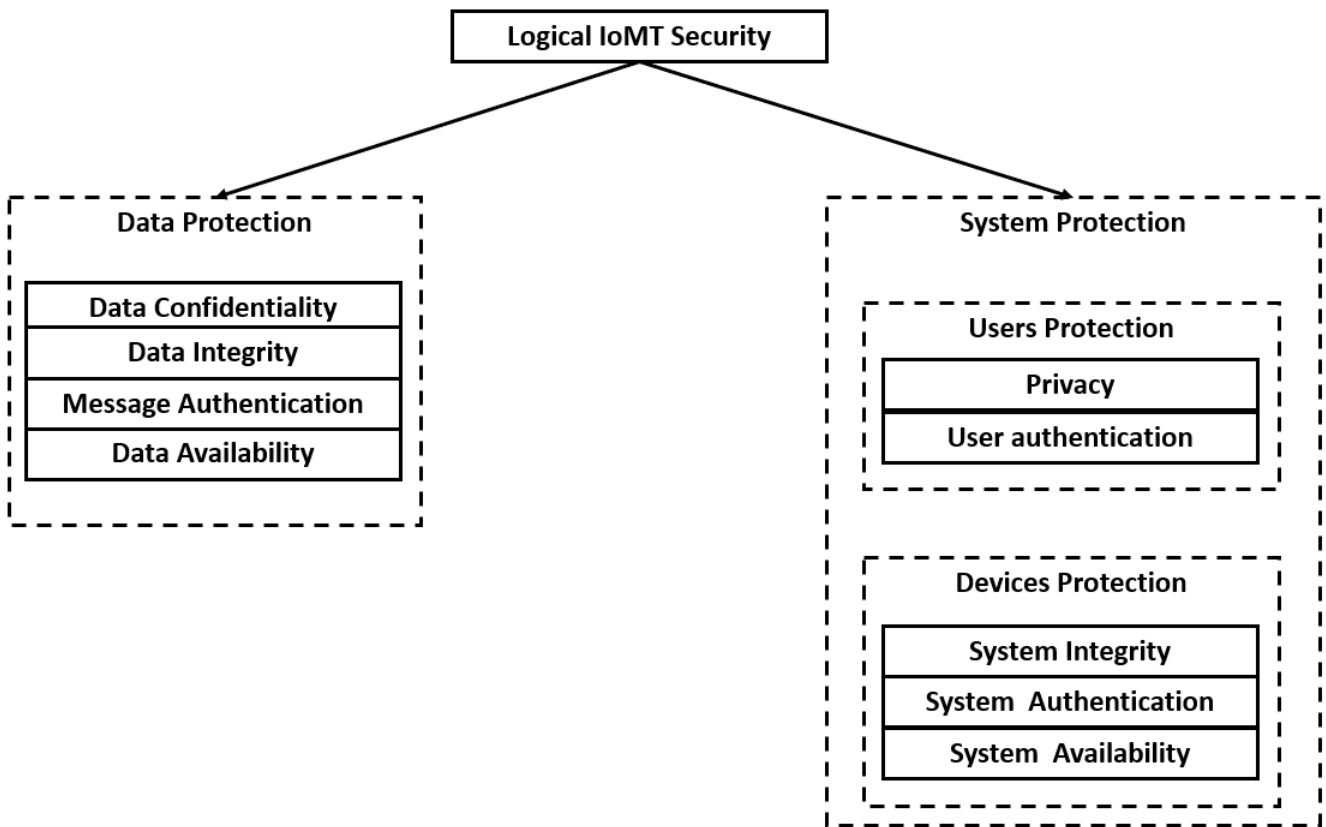 Logical IoMT Security
Data Protection
Data Confidentiality
Data Integrity
Message Authentication
Data Availability
System Protection
Users Protection
Privacy
User authentication
Devices Protection
System Integrity
System  Authentication
System  Availability